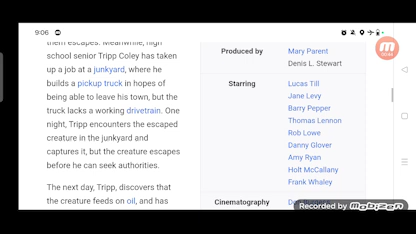 9:06
them escapes. Meanwhile, high
school senior Tripp Coley has taken
up a job at a junkyard, where he
builds a pickup truck in hopes of
being able to leave his town, but the
truck lacks a working drivetrain. One
night, Tripp encounters the escaped
creature in the junkyard and
captures it, but the creature escapes
before he can seek authorities.
The next day, Tripp, discovers that
the creature feeds on oil, and has
Produced by
Mary Parent
Denis L. Stewart
Starring
Lucas Till
Jane Levy
Barry Pepper
Thomas Lennon
Rob Lowe
Danny Glover
Amy Ryan
Holt McCallany
Frank Whaley
Cinematography
Recorded by Mobizen